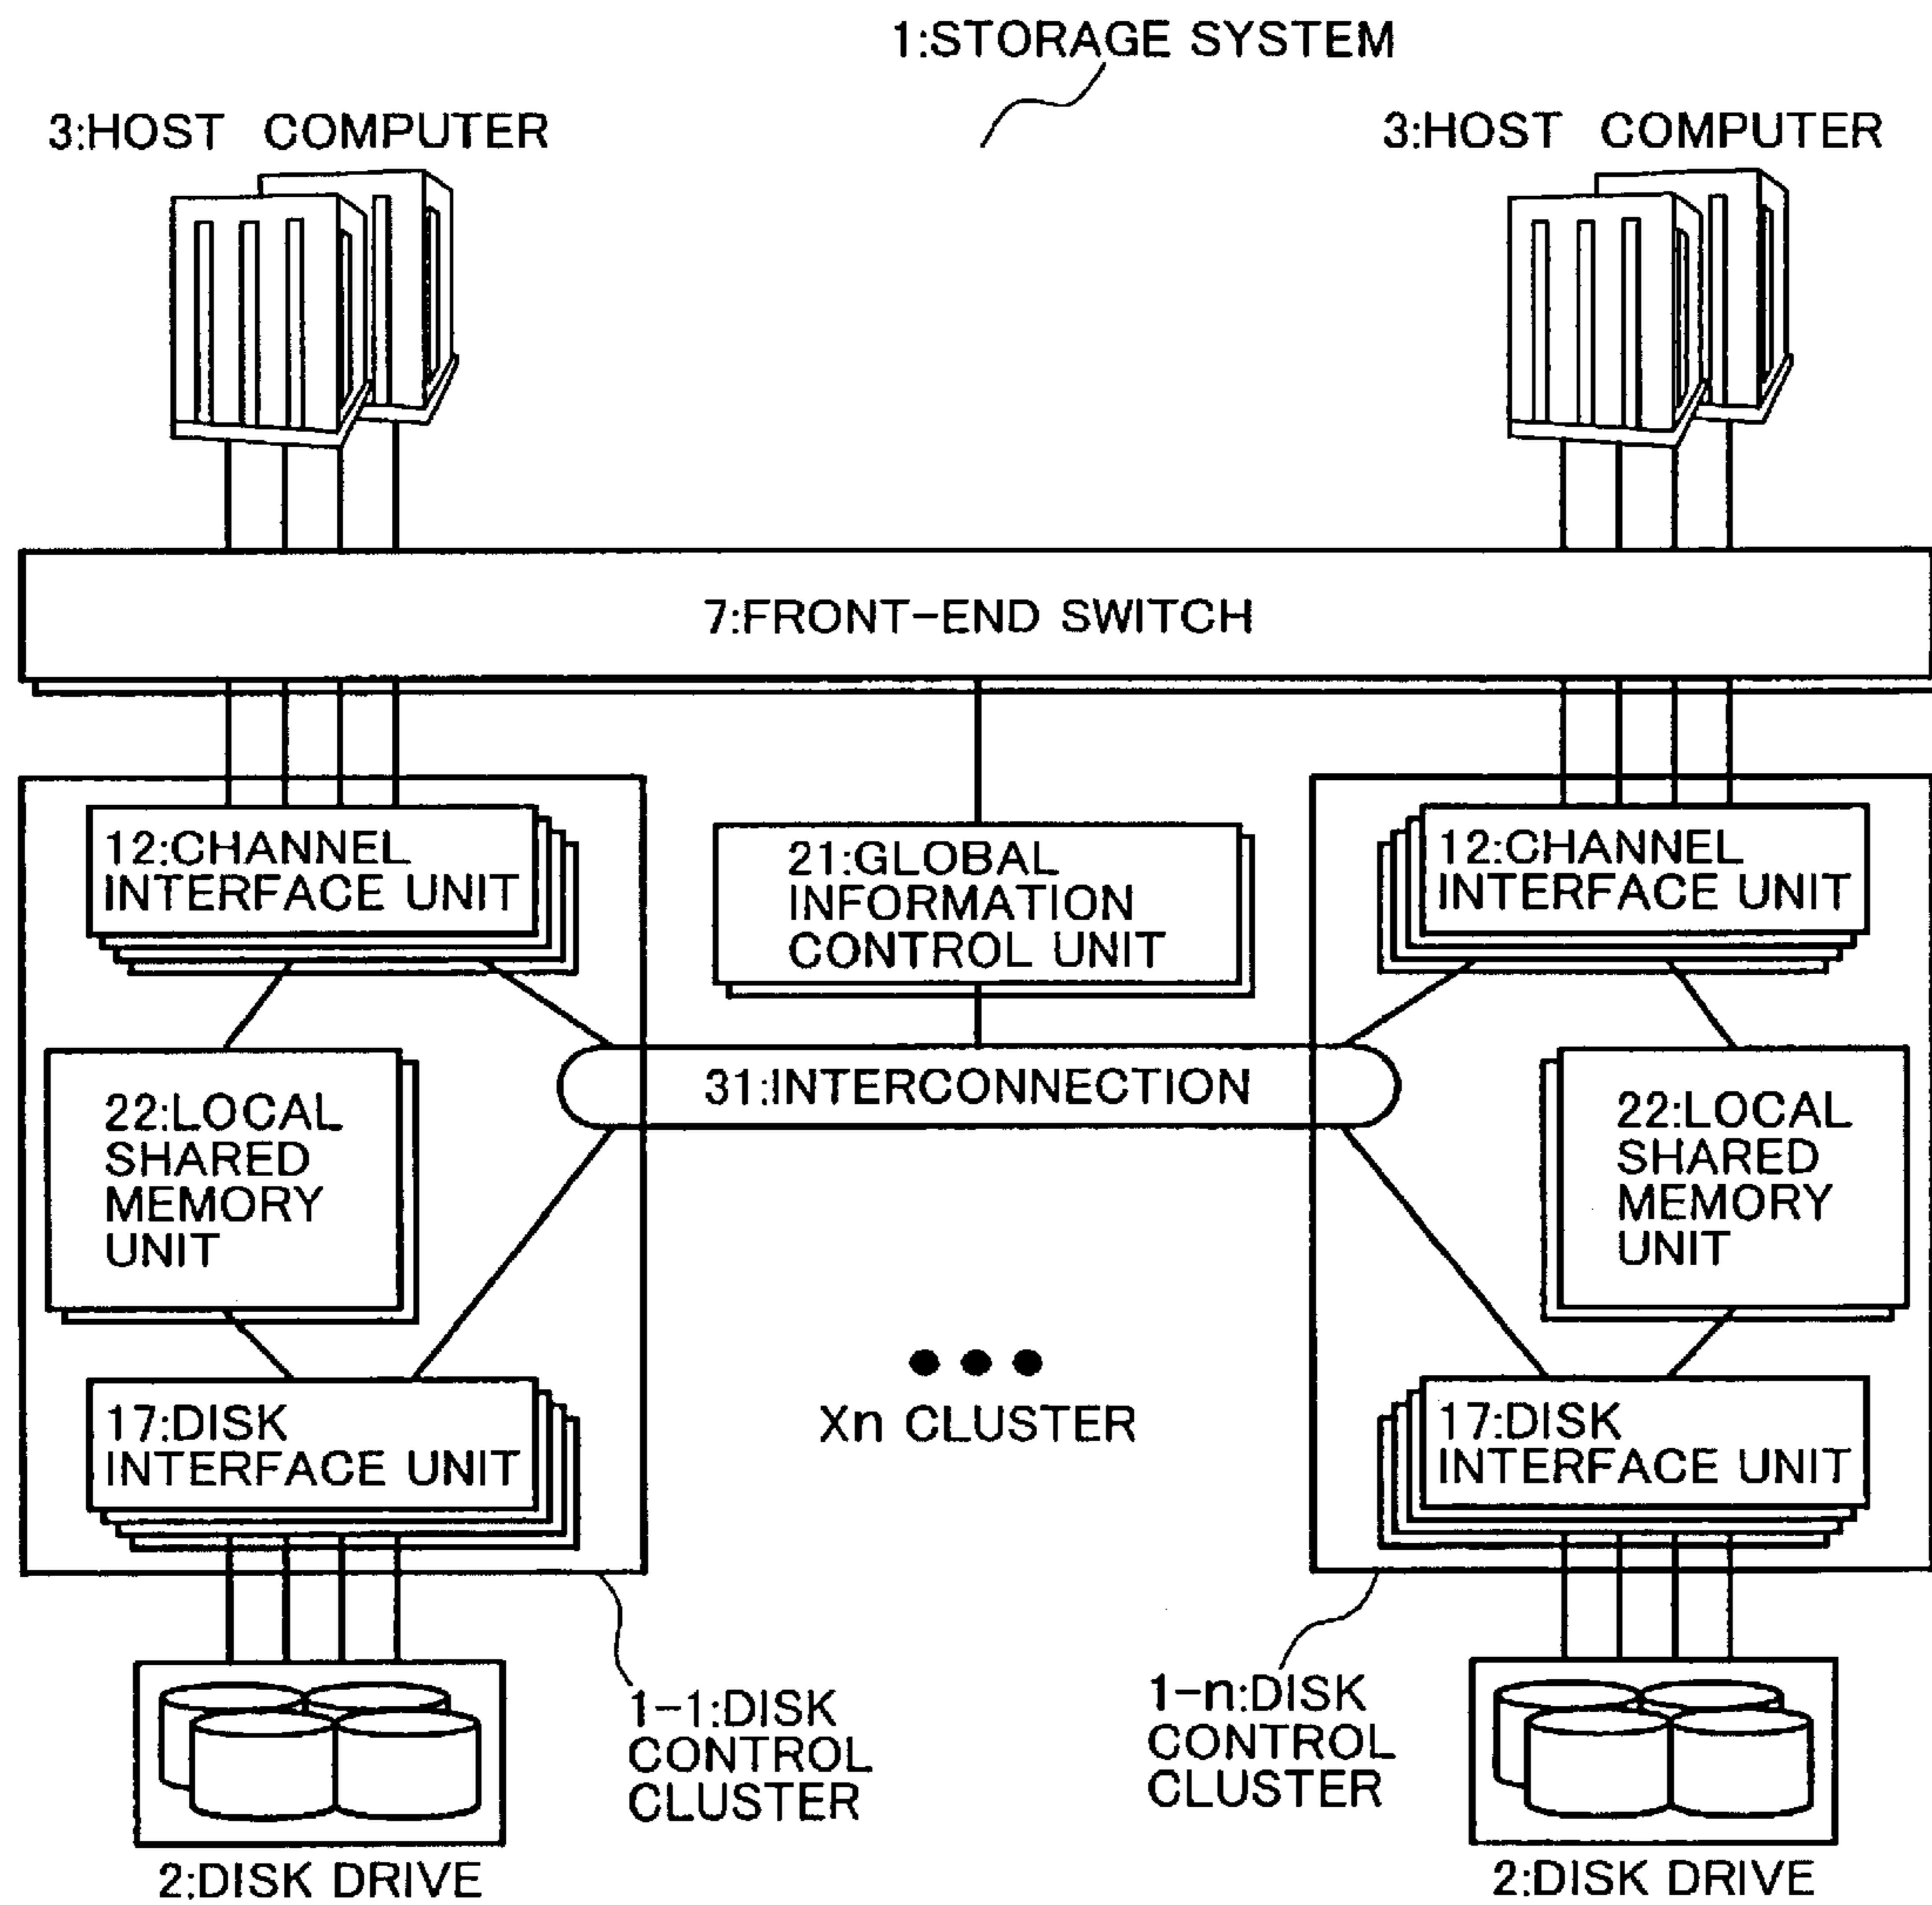 1:STORAGE SYSTEM
3:HOST COMPUTER
3:HOST COMPUTER
7:FRONT-END SWITCH
12:CHANNEL
INTERFACE UNIT
21:GLOBAL
INFORMATION
CONTROL UNIT
12:CHANNEL
INTERFACE UNIT
31:INTERCONNECTION
22:LOCAL
SHARED
MEMORY
UNIT
22:LOCAL
SHARED
MEMORY
UNIT
17:DISK
INTERFACE UNIT
Xn CLUSTER
17:DISK
INTERFACE UNIT
1-1:DISK
CONTROL
CLUSTER
1-n:DISK
CONTROL
CLUSTER
2:DISK DRIVE
2:DISK DRIVE